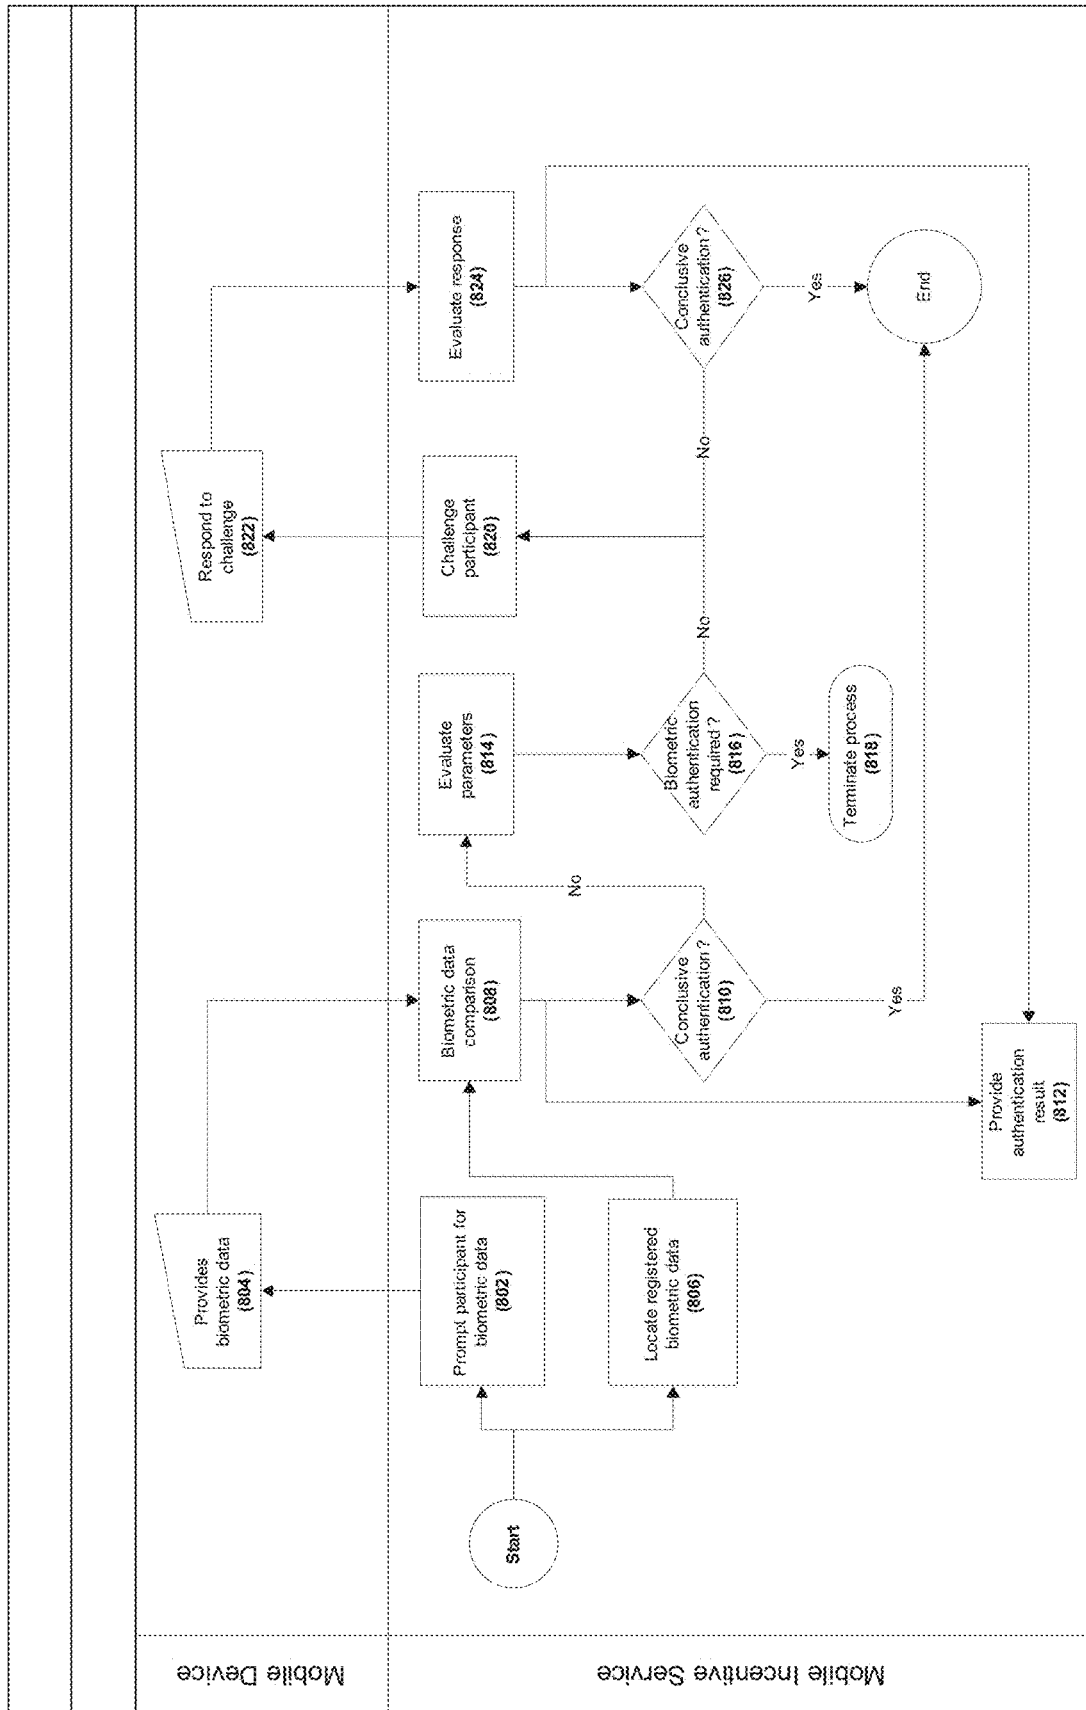 Mobile Device
Mobile Incentive Service
Start
Prompt participant for
biometric data
(802)
Provides
biometric data
(804)
Locate registered
biometric data
(806)
Biometric data
comparison
(808)
Conclusive
authentication?
(810)
Yes
No
Provide
authentication
result
(812)
Evaluate
parameters
(814)
Biometric
authentication
required?
(816)
Yes
No
Terminate process
(818)
Challenge
participant
(820)
Respond to
challenge
(822)
Evaluate response
(824)
Conclusive
authentication?
(826)
No
Yes
End